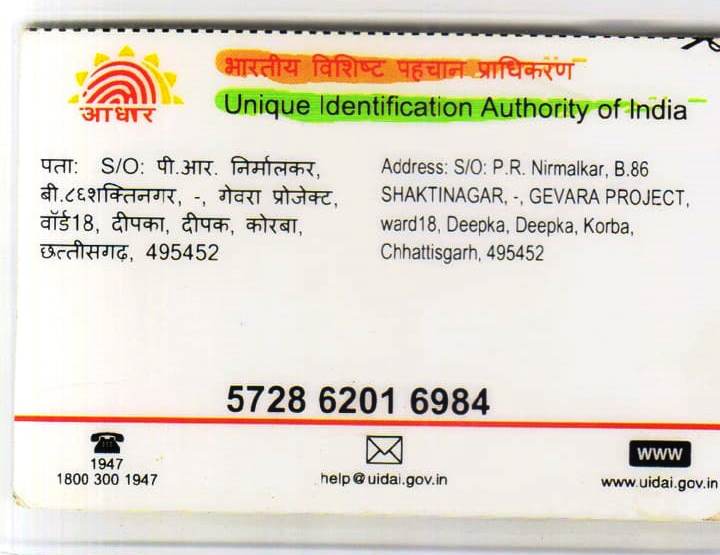 आधार
भारतीय विशिष्ट पहचान प्राधिकरण
Unique Identification Authority of India
पता: S/O: पी.आर. निर्मालकर,
बी.८६शक्तिनगर, -, गेवरा प्रोजेक्ट,
वॉर्ड18, दीपका, दीपक, कोरबा,
छत्तीसगढ़, 495452
Address: S/O: P.R. Nirmalkar, B.86
SHAKTINAGAR, -, GEVARA PROJECT,
ward18, Deepka, Deepka, Korba,
Chhattisgarh, 495452
5728 6201 6984
1947
1800 300 1947
help@uidai.gov.in
www
www.uidai.gov.in